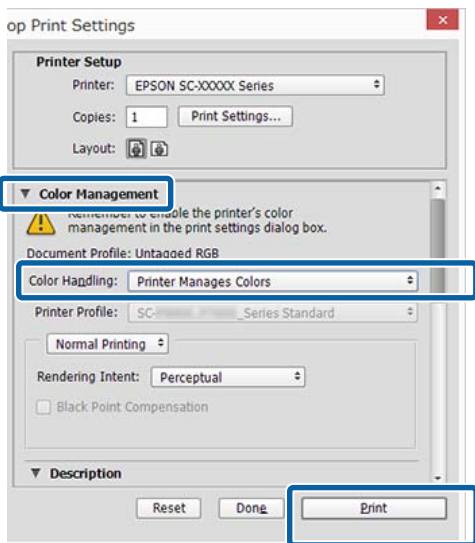 op Print Settings
Printer Setup
Printer: EPSON SC-XXXXX Series
Copies: 1 Print Settings...
Layout:
Color Management
Remember to enable the printer's color
management in the print settings dialog box.
Document Profile: Untagged RGB
Color Handling: Printer Manages Colors
Printer Profile: SC- _Series Standard
Normal Printing
Rendering Intent: Perceptual
Black Point Compensation
Description
Reset Done Print